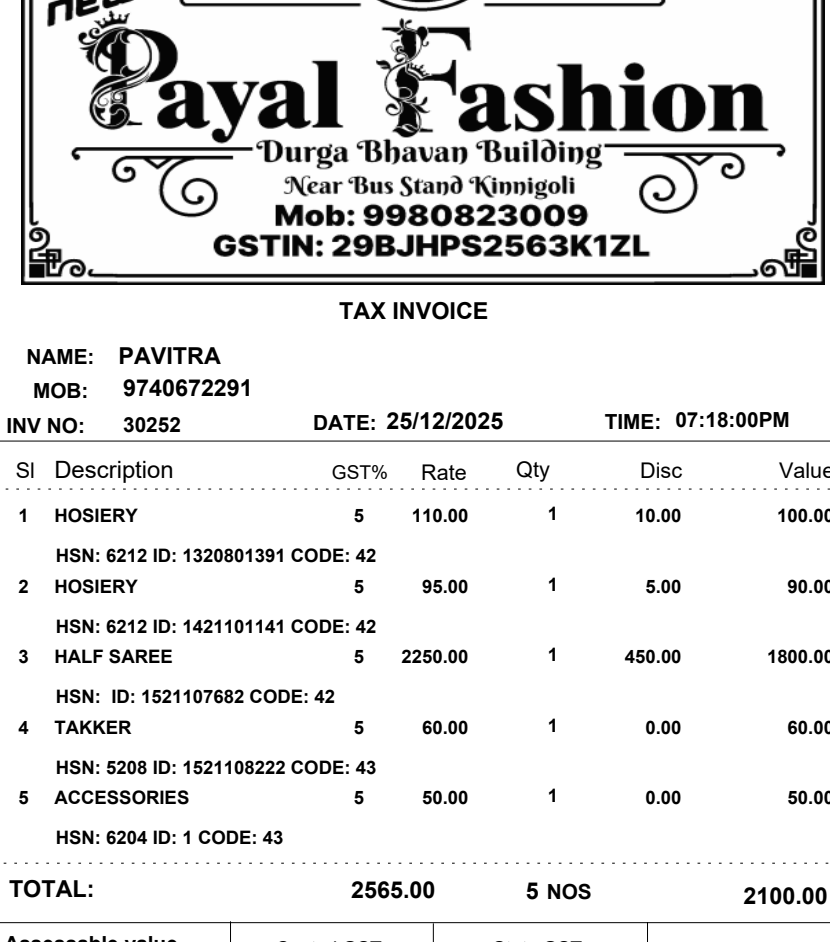 new
Payal Fashion
Durga Bhavan Building
Near Bus Stand Kinnigoli
Mob: 9980823009
GSTIN: 29BJHPS2563K1ZL
TAX INVOICE
NAME: PAVITRA
MOB: 9740672291
INV NO: 30252 DATE: 25/12/2025 TIME: 07:18:00PM
Sl Description GST% Rate Qty Disc Value
1 HOSIERY 5 110.00 1 10.00 100.00
HSN: 6212 ID: 1320801391 CODE: 42
2 HOSIERY 5 95.00 1 5.00 90.00
HSN: 6212 ID: 1421101141 CODE: 42
3 HALF SAREE 5 2250.00 1 450.00 1800.00
HSN: ID: 1521107682 CODE: 42
4 TAKKER 5 60.00 1 0.00 60.00
HSN: 5208 ID: 1521108222 CODE: 43
5 ACCESSORIES 5 50.00 1 0.00 50.00
HSN: 6204 ID: 1 CODE: 43
TOTAL: 2565.00 5 NOS 2100.00